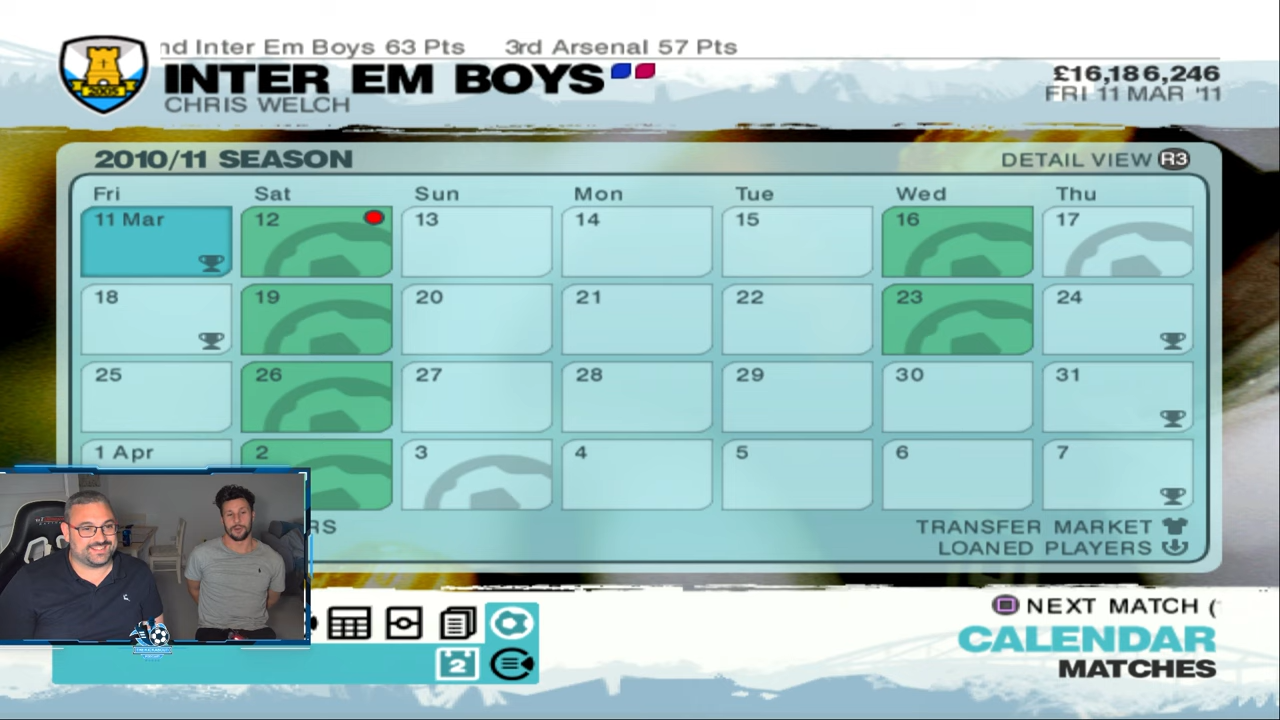 nd Inter Em Boys 63 Pts 3rd Arsenal 57 Pts
INTER EM BOYS
CHRIS WELCH
2005
£16,186,246
FRI 11 MAR '11
2010/11 SEASON
DETAIL VIEW R3
Fri Sat Sun Mon Tue Wed Thu
11 Mar 12 13 14 15 16 17
18 19 20 21 22 23 24
25 26 27 28 29 30 31
1 Apr 2 3 4 5 6 7
RS
TRANSFER MARKET
LOANED PLAYERS
NEXT MATCH (
CALENDAR
MATCHES
2